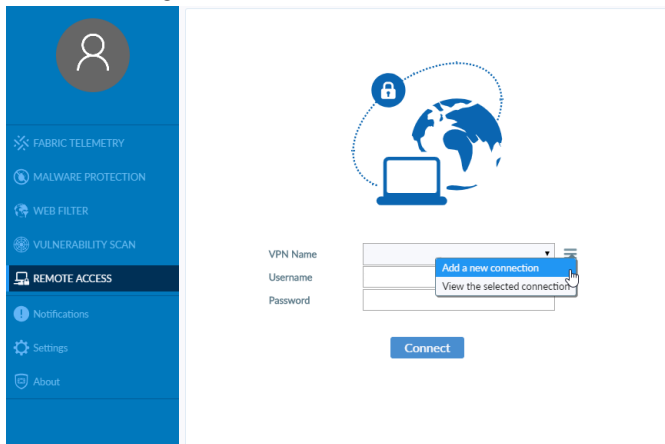 FABRIC TELEMETRY
MALWARE PROTECTION
WEB FILTER
VULNERABILITY SCAN
REMOTE ACCESS
Notifications
Settings
About
VPN Name
Add a new connection
Username
View the selected connection
Password
Connect